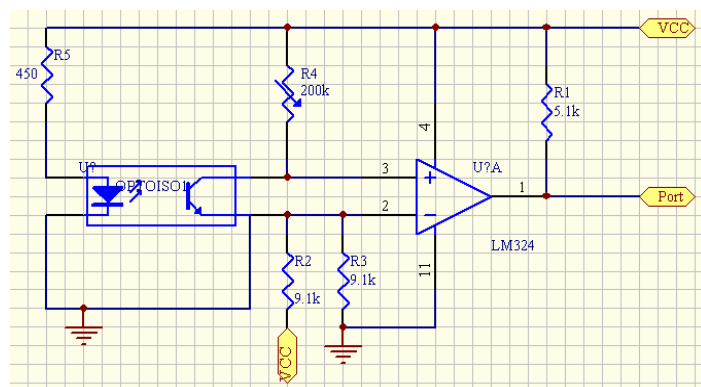 VCC
R5
450
R4
200k
R1
5.1k
4
U?
OPTOISO1
3
U?A
1
Port
2
LM324
R2
9.1k
R3
9.1k
11
VCC